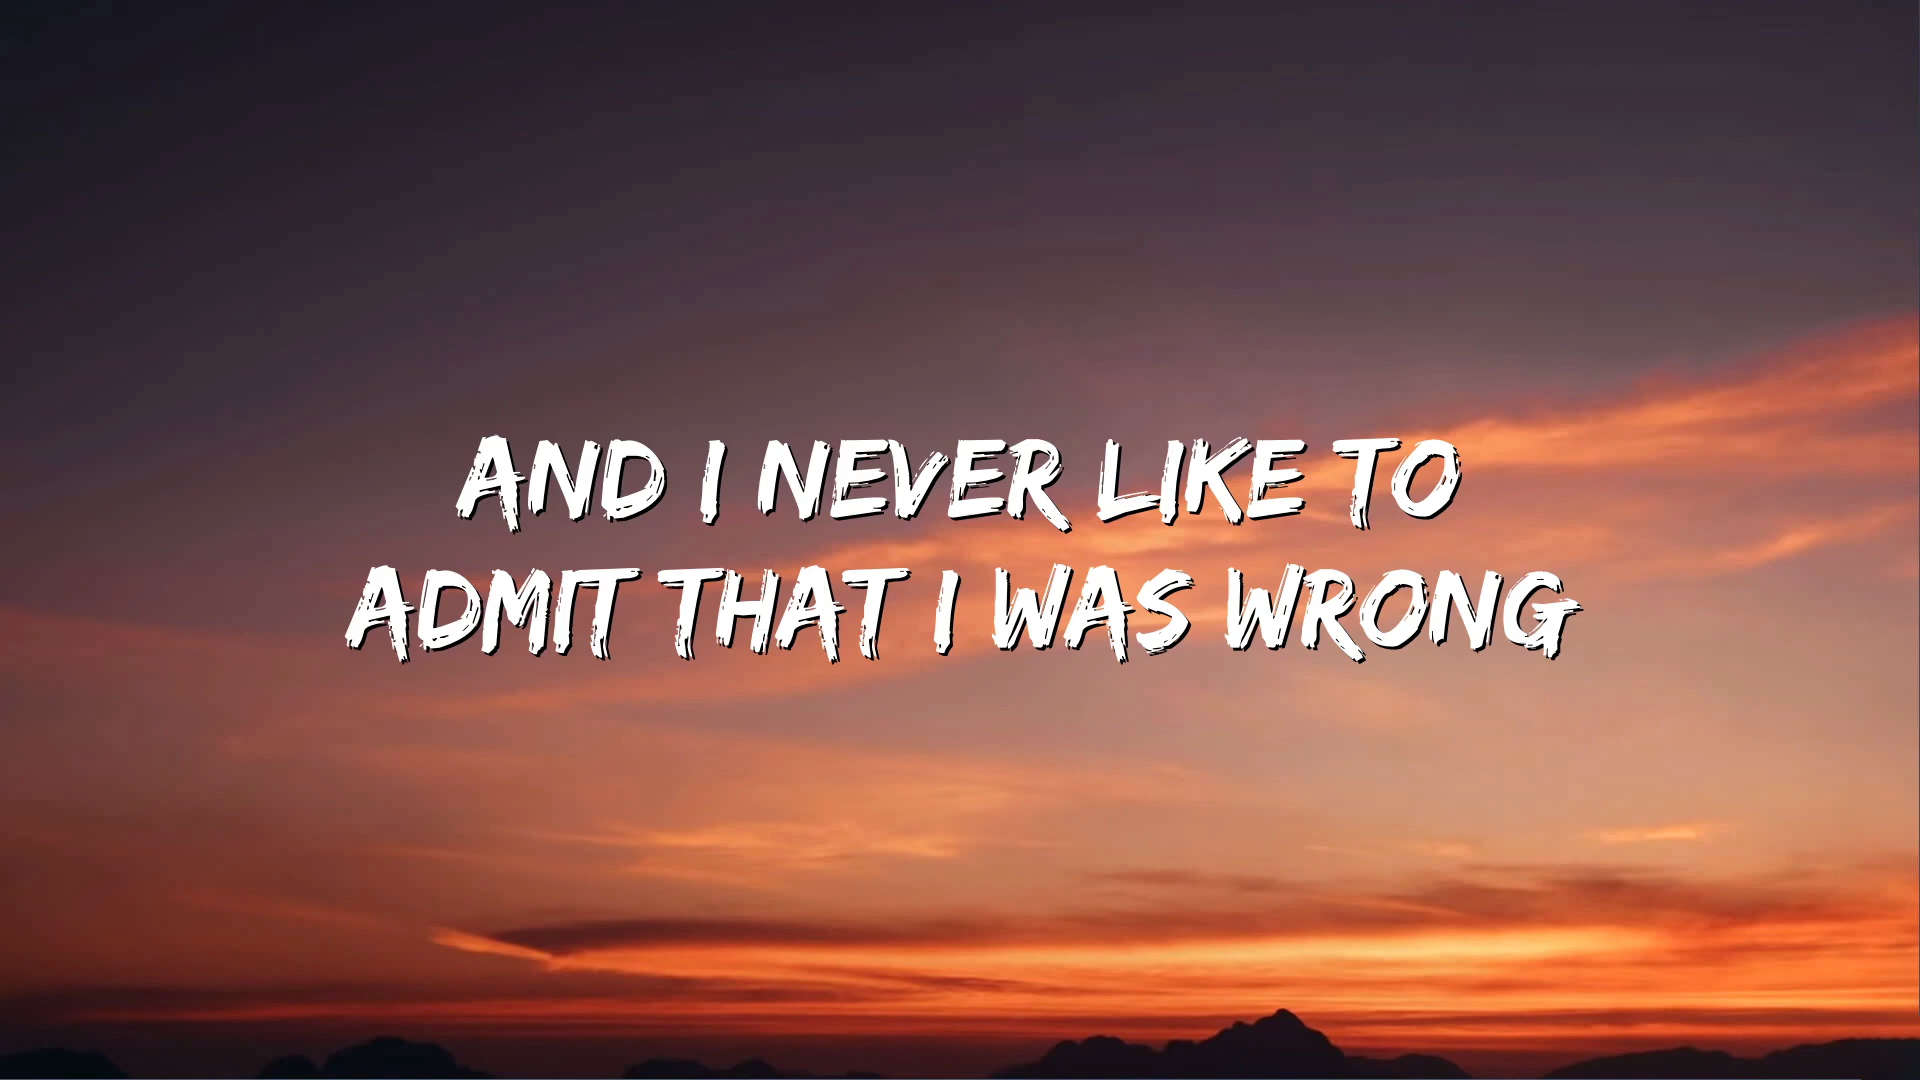 AND I NEVER LIKE TO
ADMIT THAT I WAS WRONG